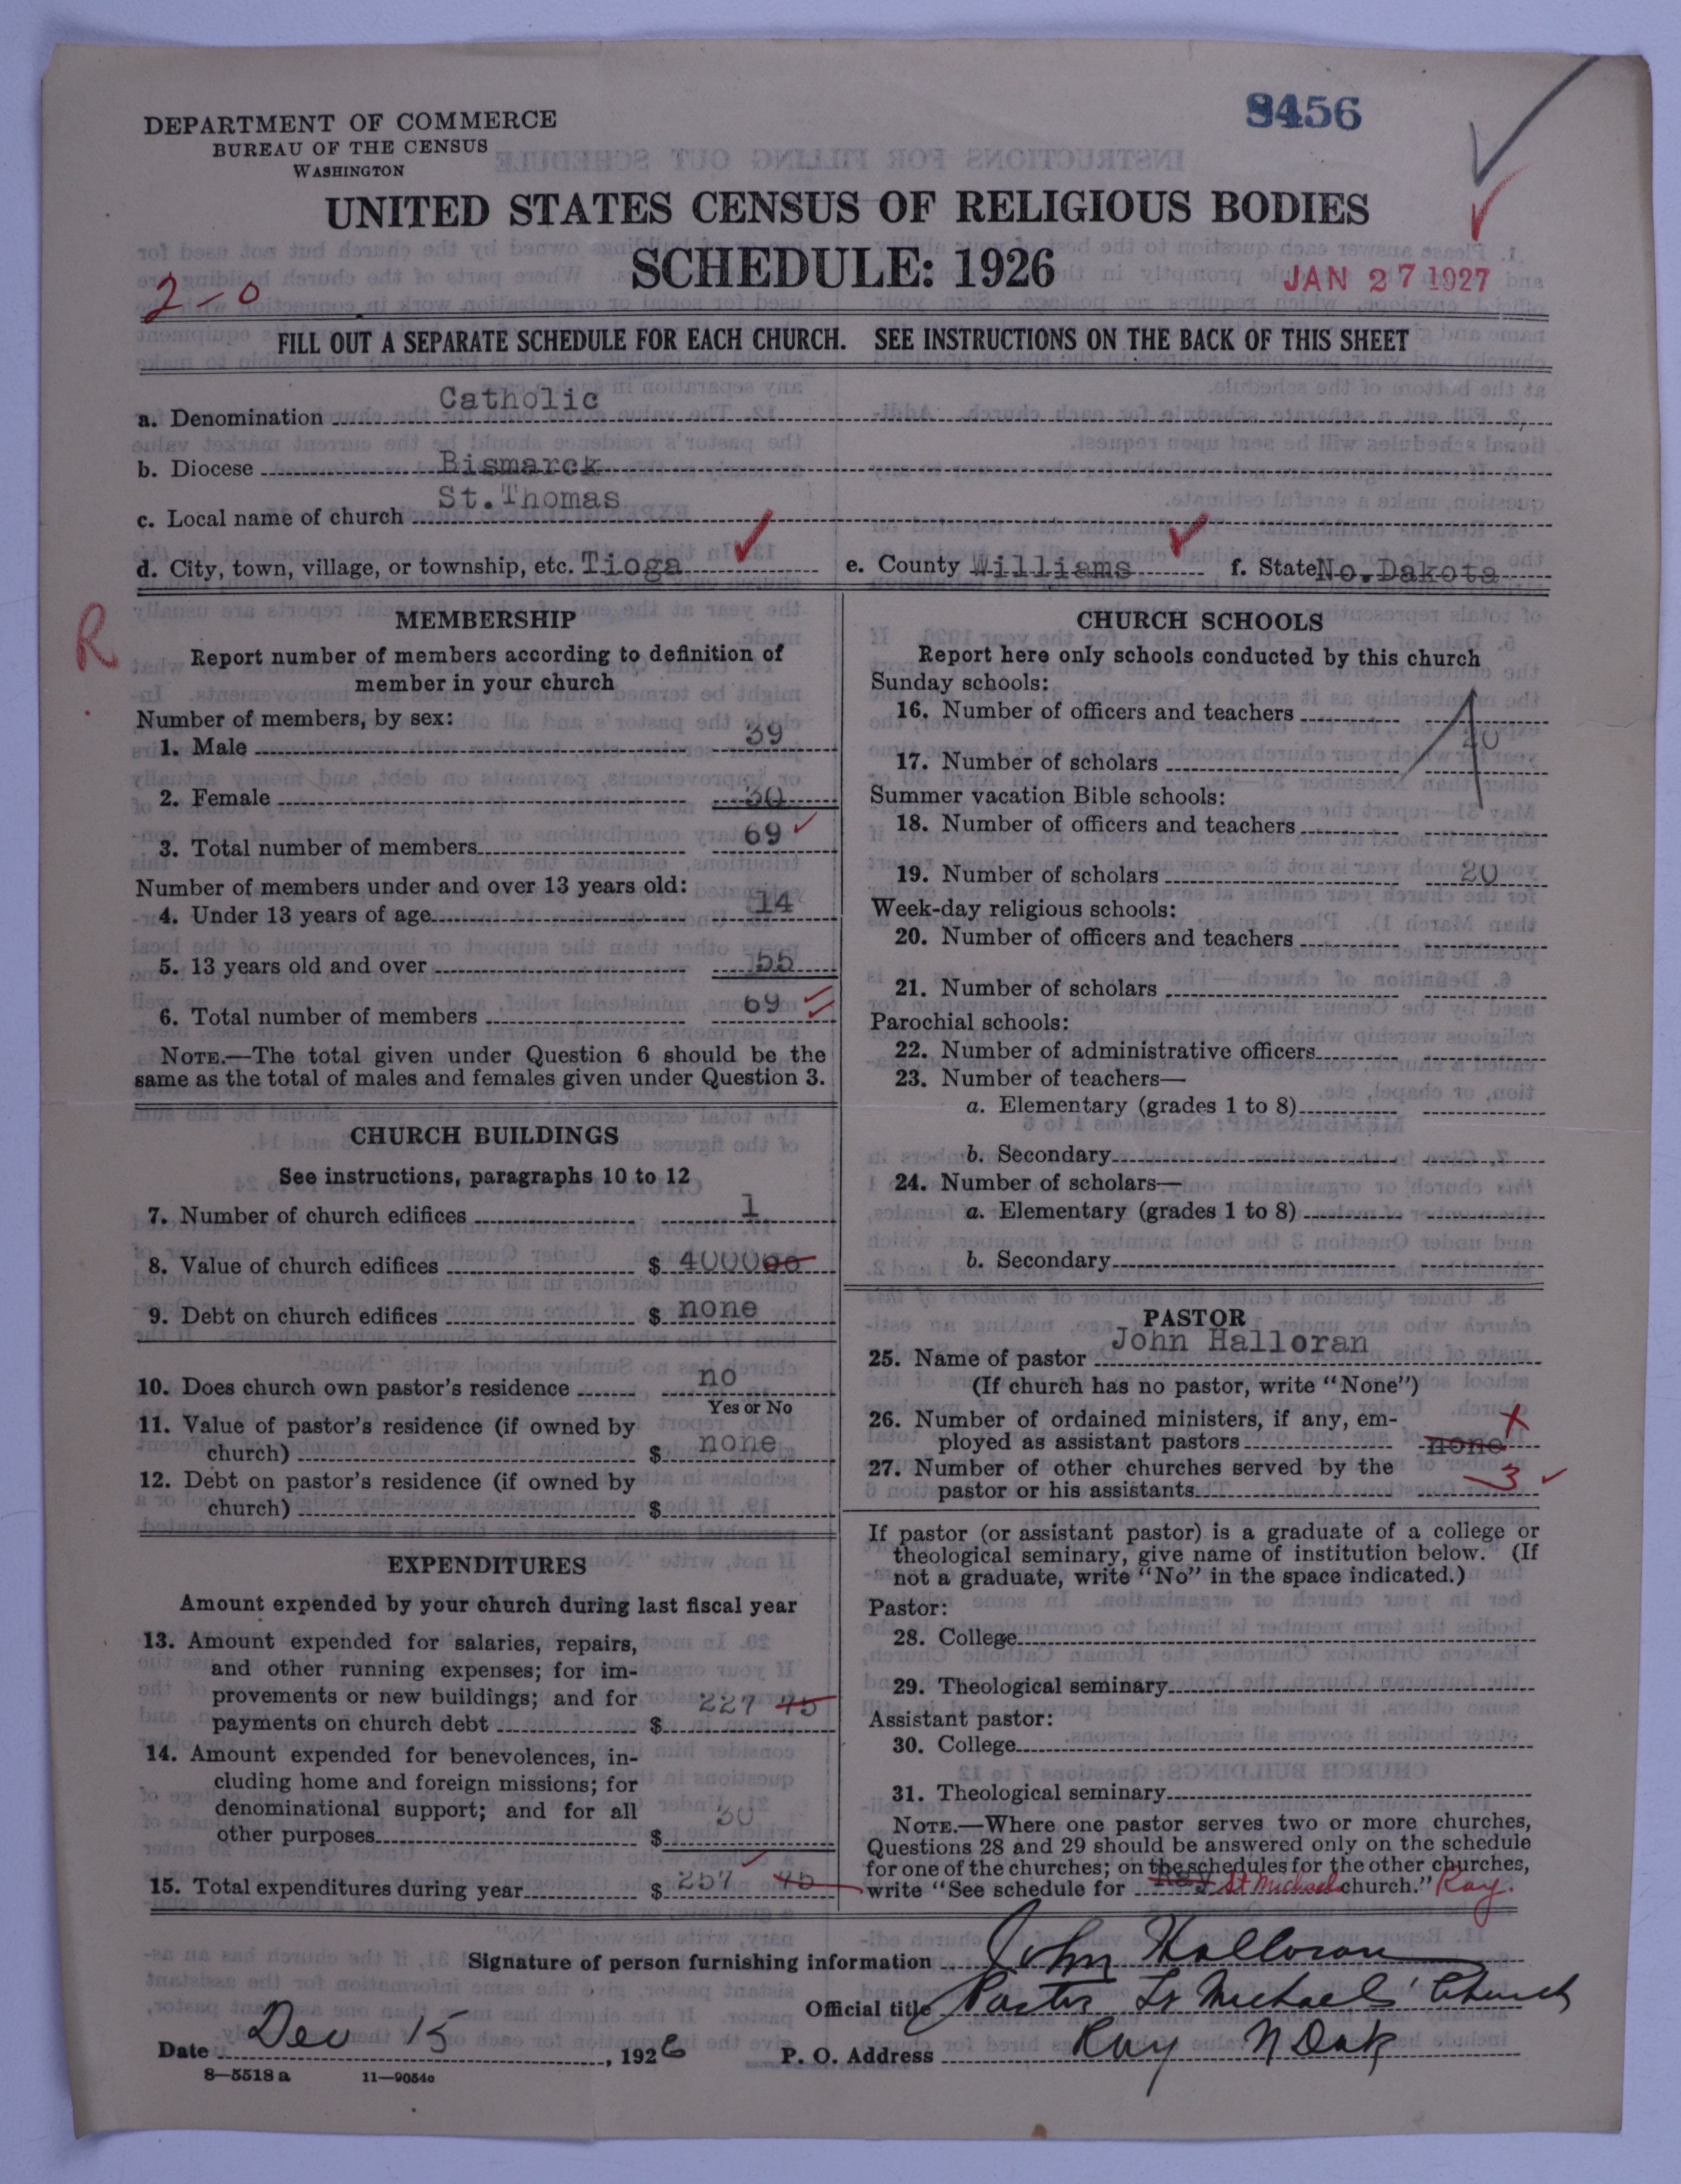 DEPARTMENT OF COMMERCE
BUREAU OF THE CENSUS
WASHINGTON
8456
UNITED STATES CENSUS OF RELIGIOUS BODIES
SCHEDULE: 1926
JAN 27 1927
2-0
FILL OUT A SEPARATE SCHEDULE FOR EACH CHURCH. SEE INSTRUCTIONS ON THE BACK OF THIS SHEET
a. Denomination Catholic
b. Diocese Bismarck
c. Local name of church St.Thomas
d. City, town, village, or township, etc. Tioga e. County Williams f. State No.Dakota
R
MEMBERSHIP
Report number of members according to definition of
member in your church
Number of members, by sex:
1. Male 39
2. Female 30
3. Total number of members 69
Number of members under and over 13 years old:
4. Under 13 years of age 14
5. 13 years old and over 55
6. Total number of members 69
NOTE.—The total given under Question 6 should be the
same as the total of males and females given under Question 3.
CHURCH BUILDINGS
See instructions, paragraphs 10 to 12
7. Number of church edifices 1
8. Value of church edifices $ 400000
9. Debt on church edifices $ none
10. Does church own pastor's residence no
Yes or No
11. Value of pastor's residence (if owned by
church) $ none
12. Debt on pastor's residence (if owned by
church) $
EXPENDITURES
Amount expended by your church during last fiscal year
13. Amount expended for salaries, repairs,
and other running expenses; for im-
provements or new buildings; and for
payments on church debt $ 227 45
14. Amount expended for benevolences, in-
cluding home and foreign missions; for
denominational support; and for all
other purposes $ 30
15. Total expenditures during year $ 257 45
CHURCH SCHOOLS
Report here only schools conducted by this church
Sunday schools:
16. Number of officers and teachers
17. Number of scholars 20
Summer vacation Bible schools:
18. Number of officers and teachers
19. Number of scholars 20
Week-day religious schools:
20. Number of officers and teachers
21. Number of scholars
Parochial schools:
22. Number of administrative officers
23. Number of teachers—
a. Elementary (grades 1 to 8)
b. Secondary
24. Number of scholars—
a. Elementary (grades 1 to 8)
b. Secondary
PASTOR
25. Name of pastor John Halloran
(If church has no pastor, write "None")
26. Number of ordained ministers, if any, em-
ployed as assistant pastors none
27. Number of other churches served by the
pastor or his assistants 3
If pastor (or assistant pastor) is a graduate of a college or
theological seminary, give name of institution below. (If
not a graduate, write "No" in the space indicated.)
Pastor:
28. College
29. Theological seminary
Assistant pastor:
30. College
31. Theological seminary
NOTE.—Where one pastor serves two or more churches,
Questions 28 and 29 should be answered only on the schedule
for one of the churches; on the schedules for the other churches,
write "See schedule for St Michael church." Ray.
Signature of person furnishing information John Halloran
Official title Pastor St Michael's Church
Date Dec 15, 1926 P. O. Address Ray N Dak
8—5518 a 11—9054o